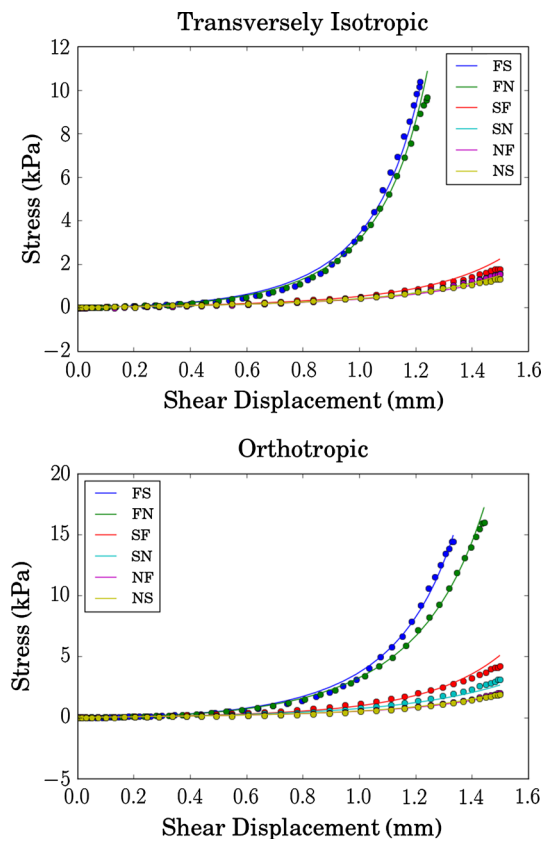 Transversely Isotropic
12
10
8
6
4
2
0
−2
Stress (kPa)
FS
FN
SF
SN
NF
NS
0.0 0.2 0.4 0.6 0.8 1.0 1.2 1.4 1.6
Shear Displacement (mm)
Orthotropic
20
15
10
5
0
−5
Stress (kPa)
FS
FN
SF
SN
NF
NS
0.0 0.2 0.4 0.6 0.8 1.0 1.2 1.4 1.6
Shear Displacement (mm)